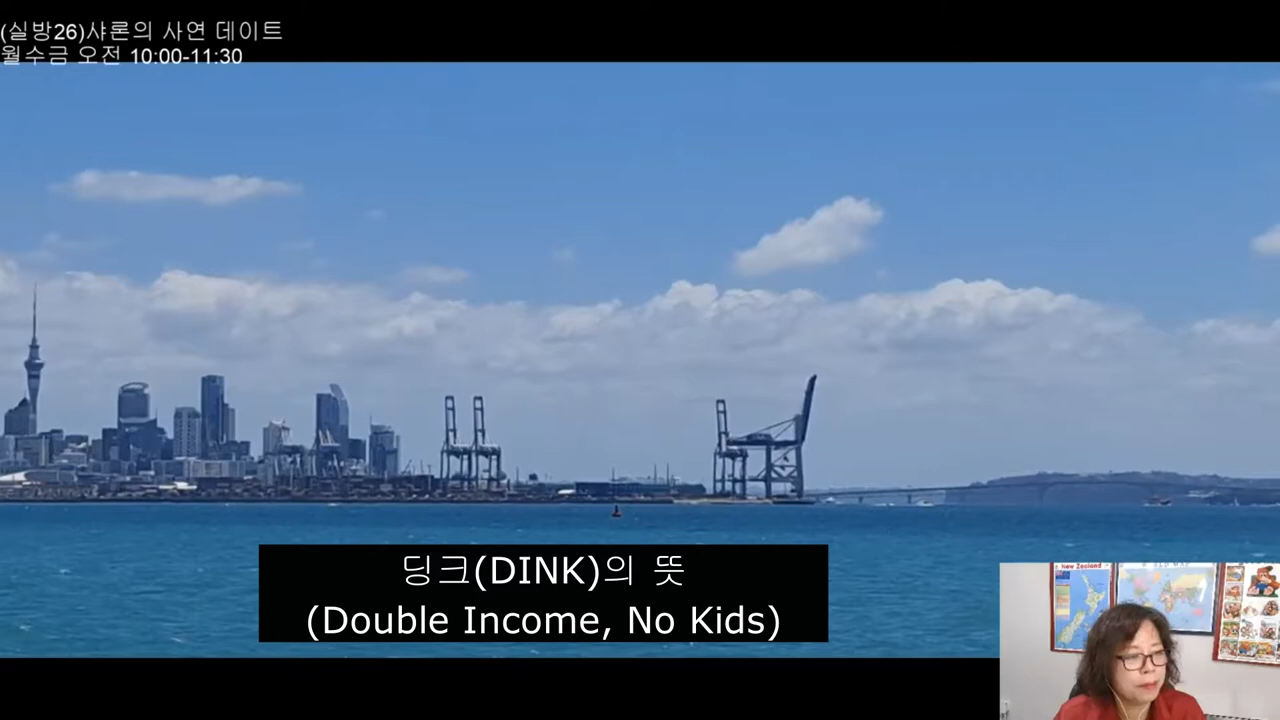 (실방26)샤론의 사연 데이트
월수금 오전 10:00-11:30
딩크(DINK)의 뜻
(Double Income, No Kids)
New Zealand